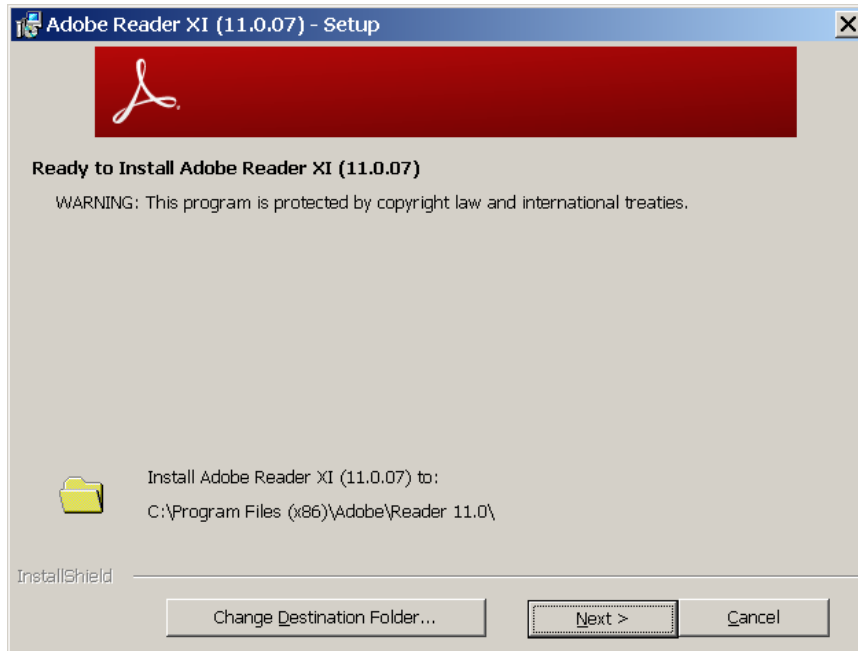 Adobe Reader XI (11.0.07) - Setup
Ready to Install Adobe Reader XI (11.0.07)
WARNING: This program is protected by copyright law and international treaties.
Install Adobe Reader XI (11.0.07) to:
C:\Program Files (x86)\Adobe\Reader 11.0\
InstallShield
Change Destination Folder...
Next >
Cancel